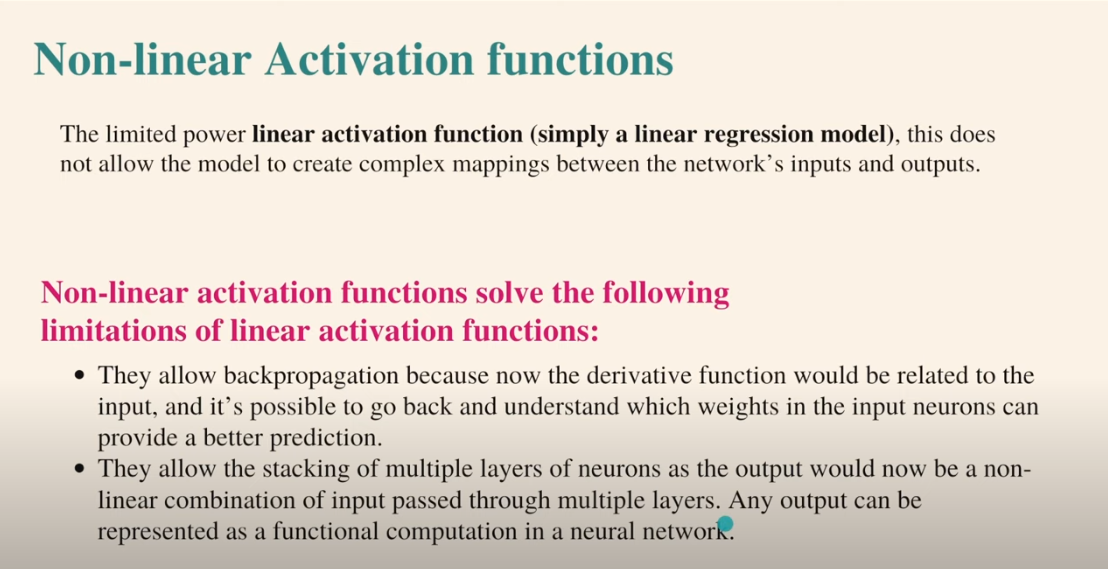 Non-linear Activation functions
The limited power linear activation function (simply a linear regression model), this does
not allow the model to create complex mappings between the network's inputs and outputs.
Non-linear activation functions solve the following
limitations of linear activation functions:
• They allow backpropagation because now the derivative function would be related to the
input, and it's possible to go back and understand which weights in the input neurons can
provide a better prediction.
• They allow the stacking of multiple layers of neurons as the output would now be a non-
linear combination of input passed through multiple layers. Any output can be
represented as a functional computation in a neural network.